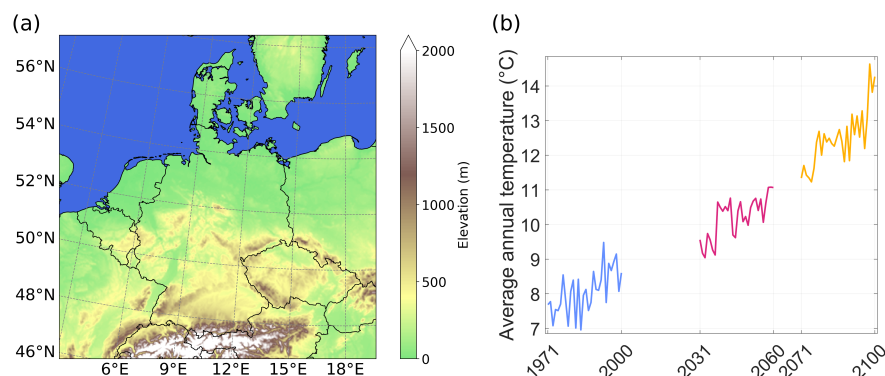 (a)
56°N
54°N
52°N
50°N
48°N
46°N
6°E 9°E 12°E 15°E 18°E
2000
1500
1000
500
0
Elevation (m)
(b)
Average annual temperature (°C)
14
13
12
11
10
9
8
7
1971 2000 2031 2060 2071 2100